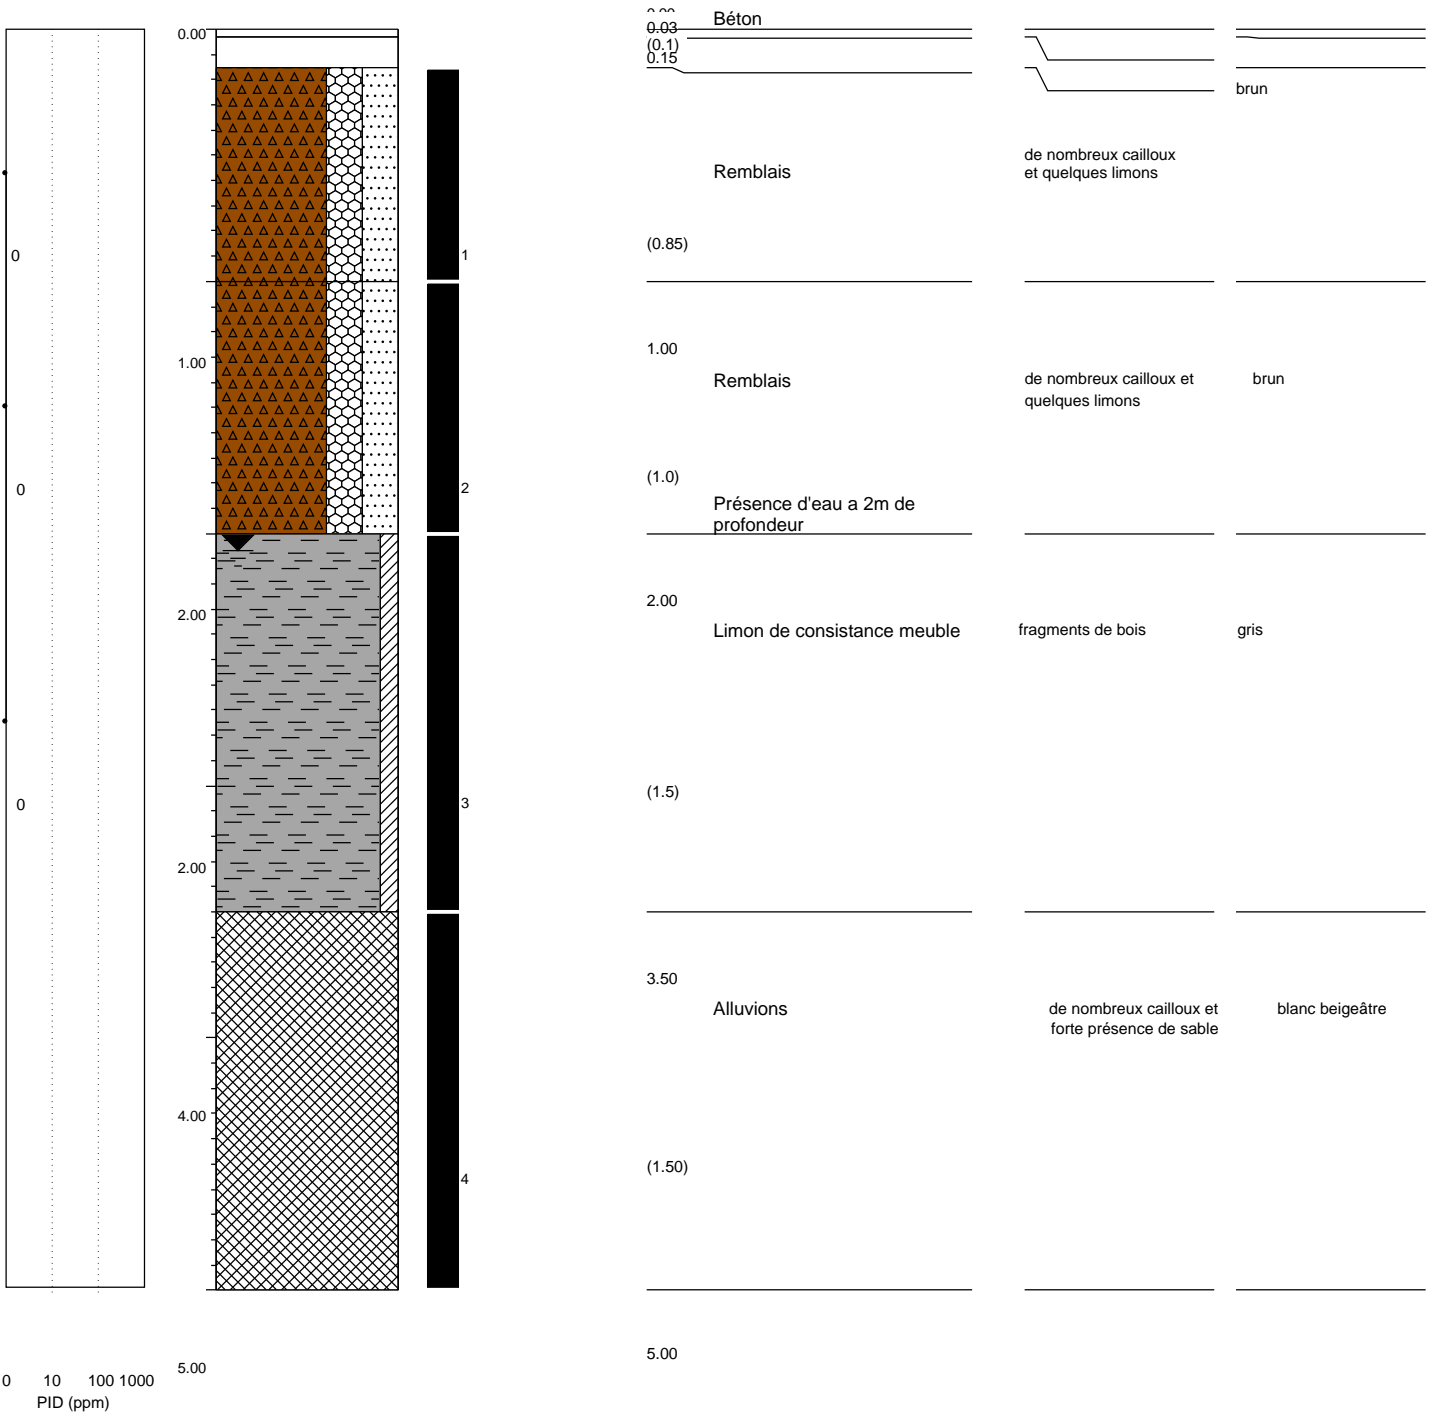 0.00
0.03
(0.1)
0.15
Béton
0.00
brun
Remblais
de nombreux cailloux
et quelques limons
(0.85)
0
1
1.00
1.00
Remblais
de nombreux cailloux et
quelques limons
brun
(1.0)
0
2
Présence d'eau a 2m de
profondeur
2.00
2.00
Limon de consistance meuble
fragments de bois
gris
(1.5)
0
3
2.00
3.50
Alluvions
de nombreux cailloux et
forte présence de sable
blanc beigeâtre
4.00
(1.50)
4
5.00
5.00
0 10 100 1000
PID (ppm)